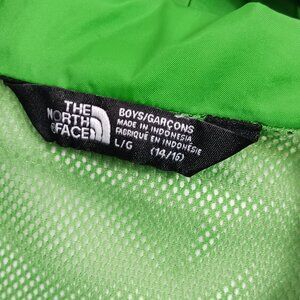 THE
NORTH
FACE
BOYS/GARÇONS
MADE IN INDONESIA
FABRIQUÉ EN INDONÉSIE
L/G (14/16)